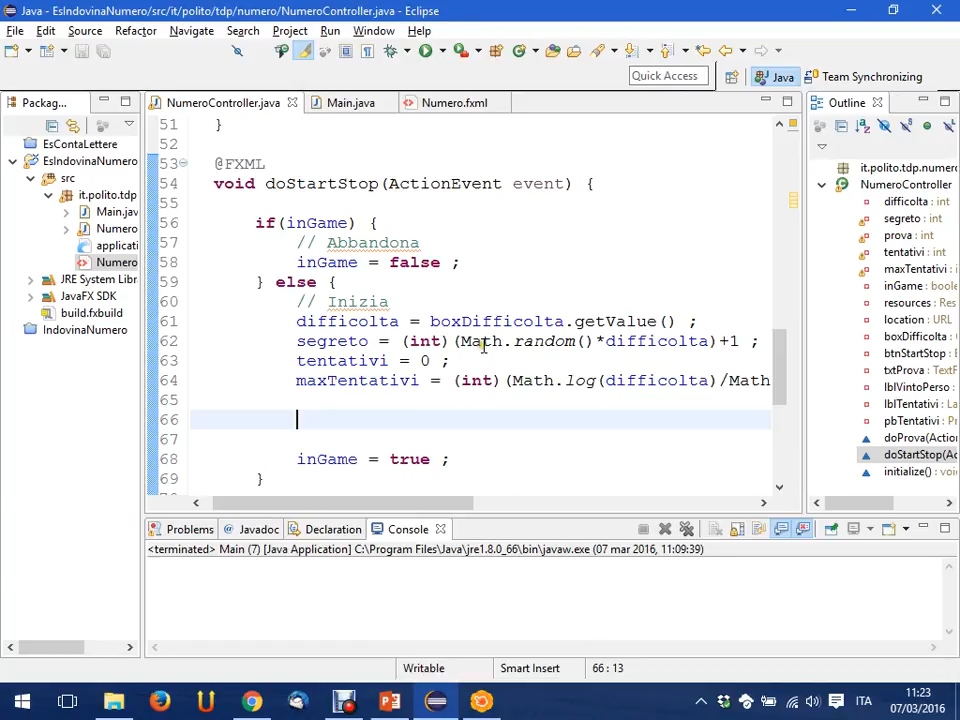 Java - EsIndovinaNumero/src/it/polito/tdp/numero/NumeroController.java - Eclipse
File Edit Source Refactor Navigate Search Project Run Window Help
Quick Access Java Team Synchronizing
Packag... NumeroController.java Main.java Numero.fxml Outline
EsContaLettere
EsIndovinaNumero
src
it.polito.tdp
Main.jav
Numero
applicati
Numero
JRE System Libr
JavaFX SDK
build.fxbuild
IndovinaNumero
51 }
52
53 @FXML
54 void doStartStop(ActionEvent event) {
55
56 if(inGame) {
57 // Abbandona
58 inGame = false ;
59 } else {
60 // Inizia
61 difficolta = boxDifficolta.getValue() ;
62 segreto = (int)(Math.random()*difficolta)+1 ;
63 tentativi = 0 ;
64 maxTentativi = (int)(Math.log(difficolta)/Math
65
66
67
68 inGame = true ;
69 }
it.polito.tdp.numero
NumeroController
difficolta : int
segreto : int
prova : int
tentativi : int
maxTentativi : int
inGame : boole
resources : Reso
location : URL
boxDifficolta : C
btnStartStop : B
txtProva : TextF
lblVintoPerso :
lblTentativi : La
pbTentativi : Pr
doProva(Action
doStartStop(Ac
initialize() : voi
Problems Javadoc Declaration Console
<terminated> Main (7) [Java Application] C:\Program Files\Java\jre1.8.0_66\bin\javaw.exe (07 mar 2016, 11:09:39)
Writable Smart Insert 66 : 13
ITA
11:23
07/03/2016